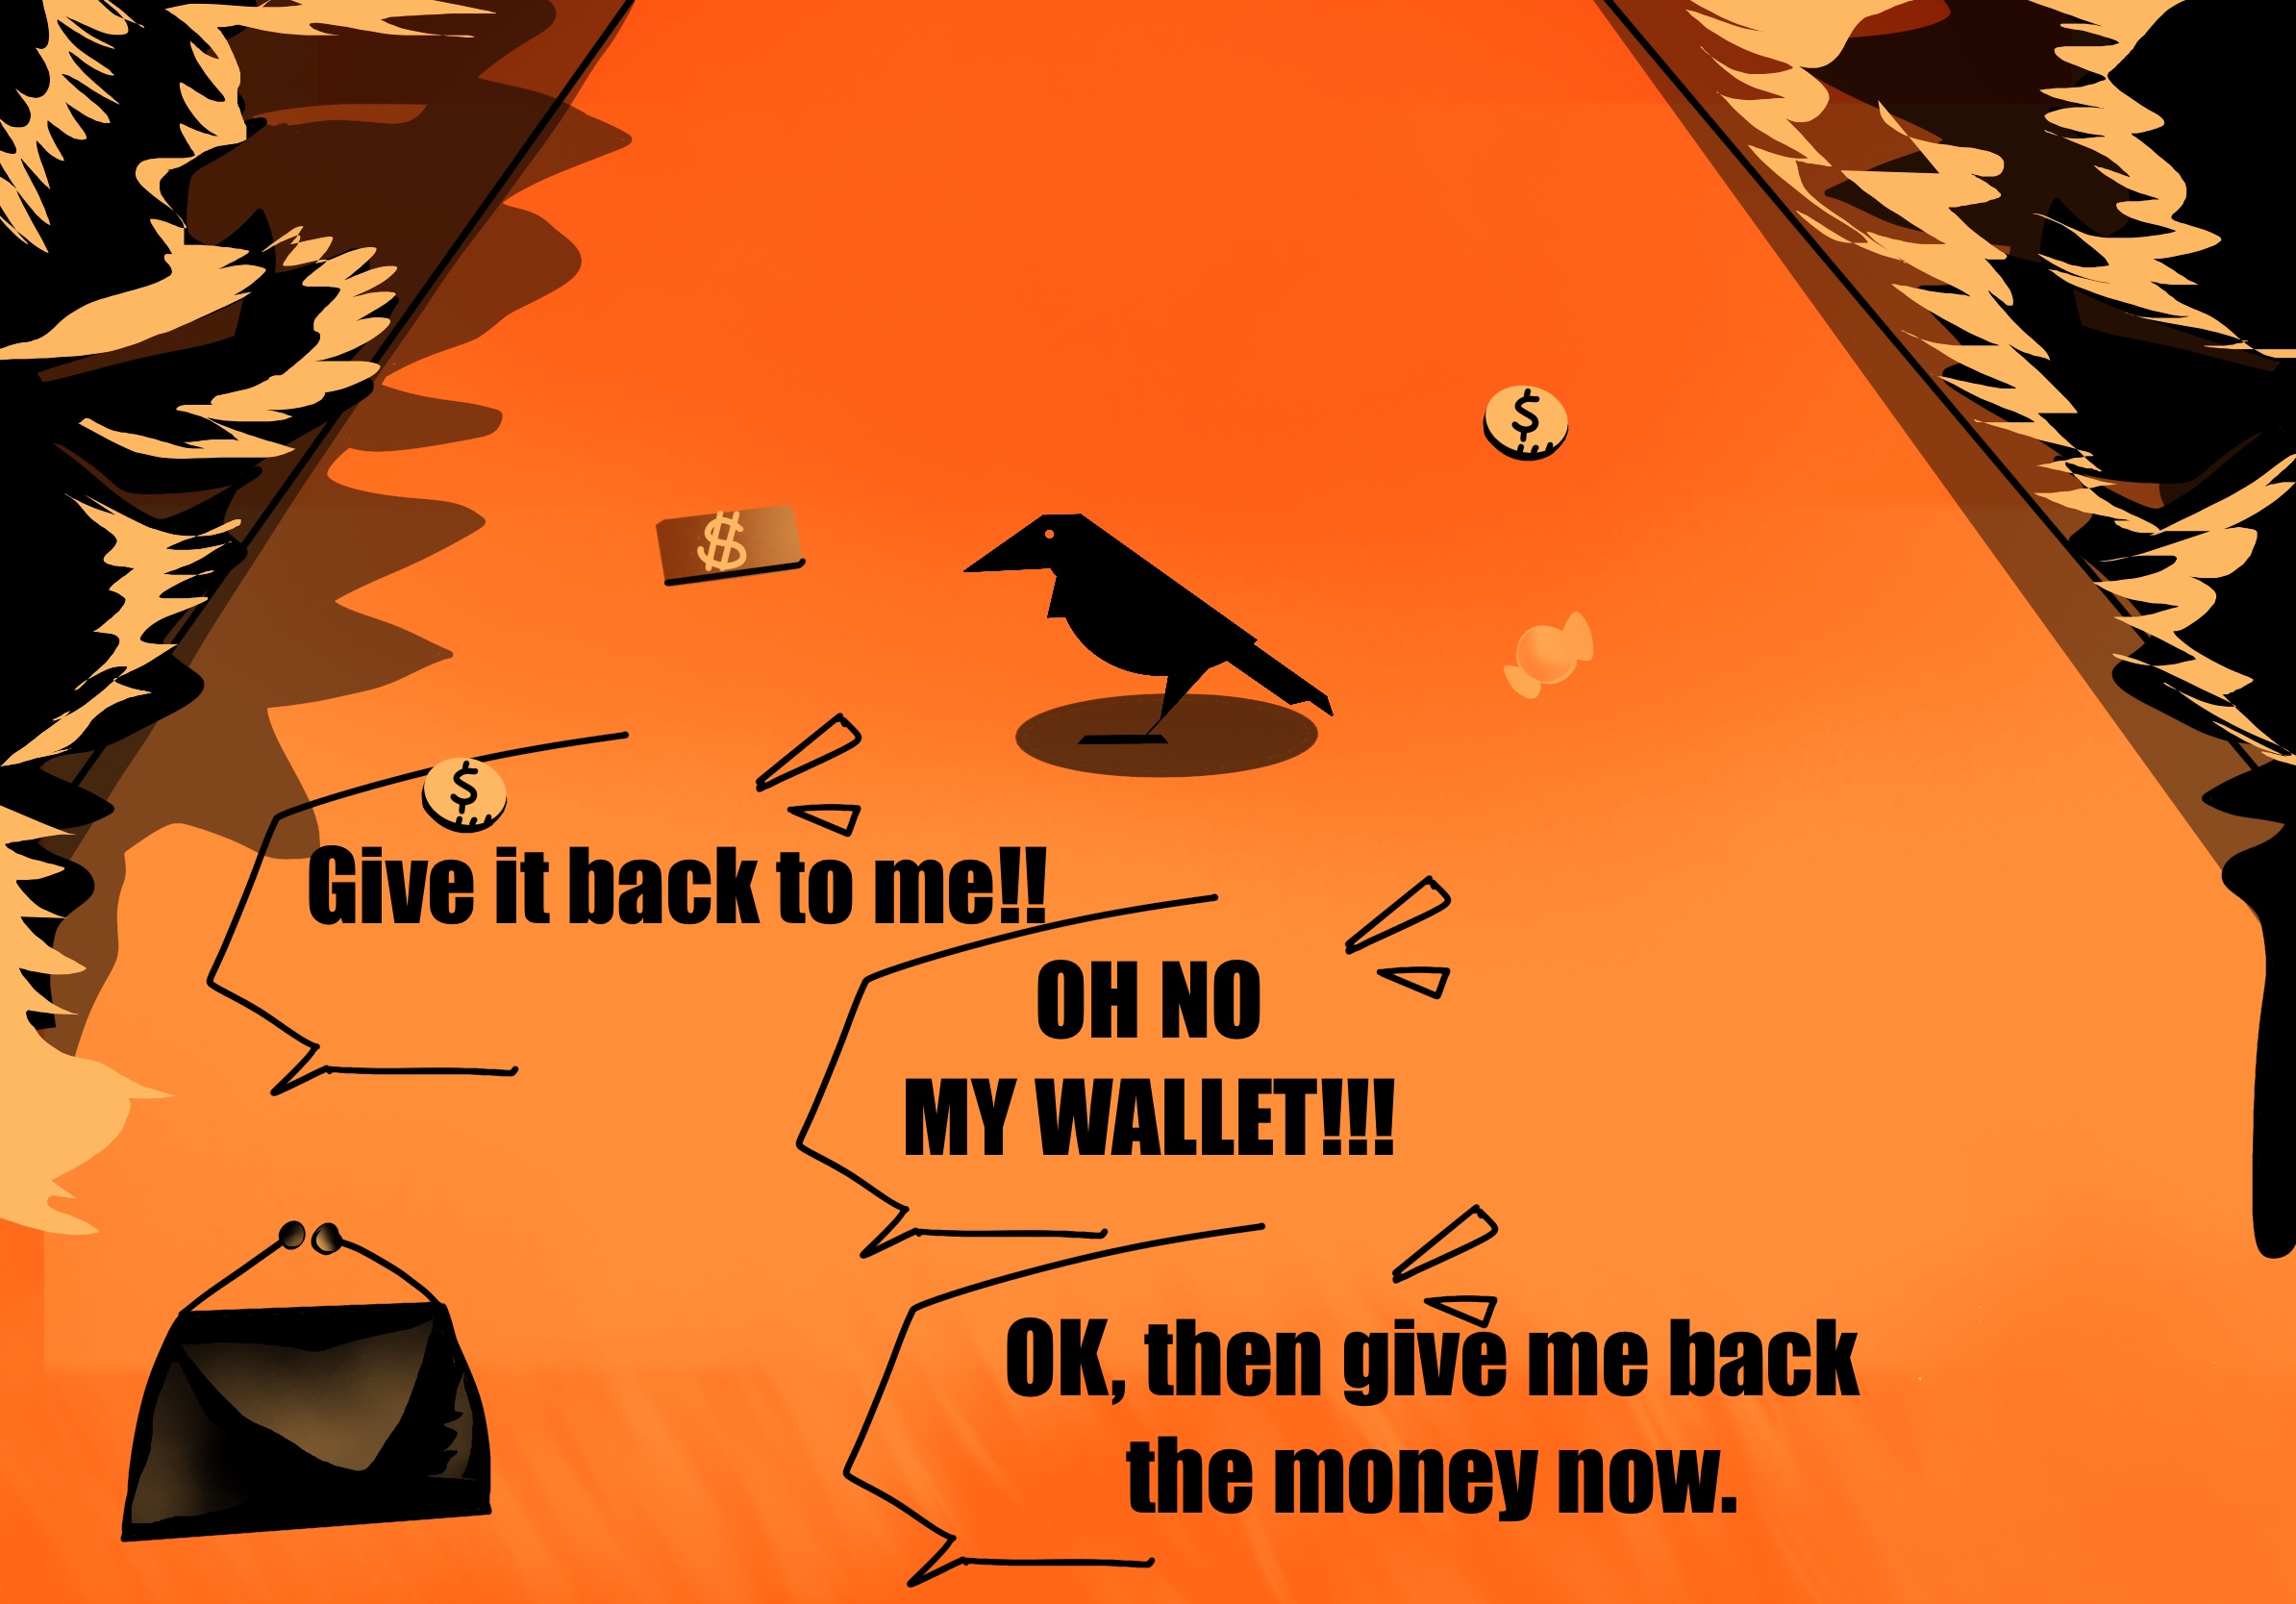 $
$
$
Give it back to me!!
OH NO
MY WALLET!!!
OK, then give me back
the money now.